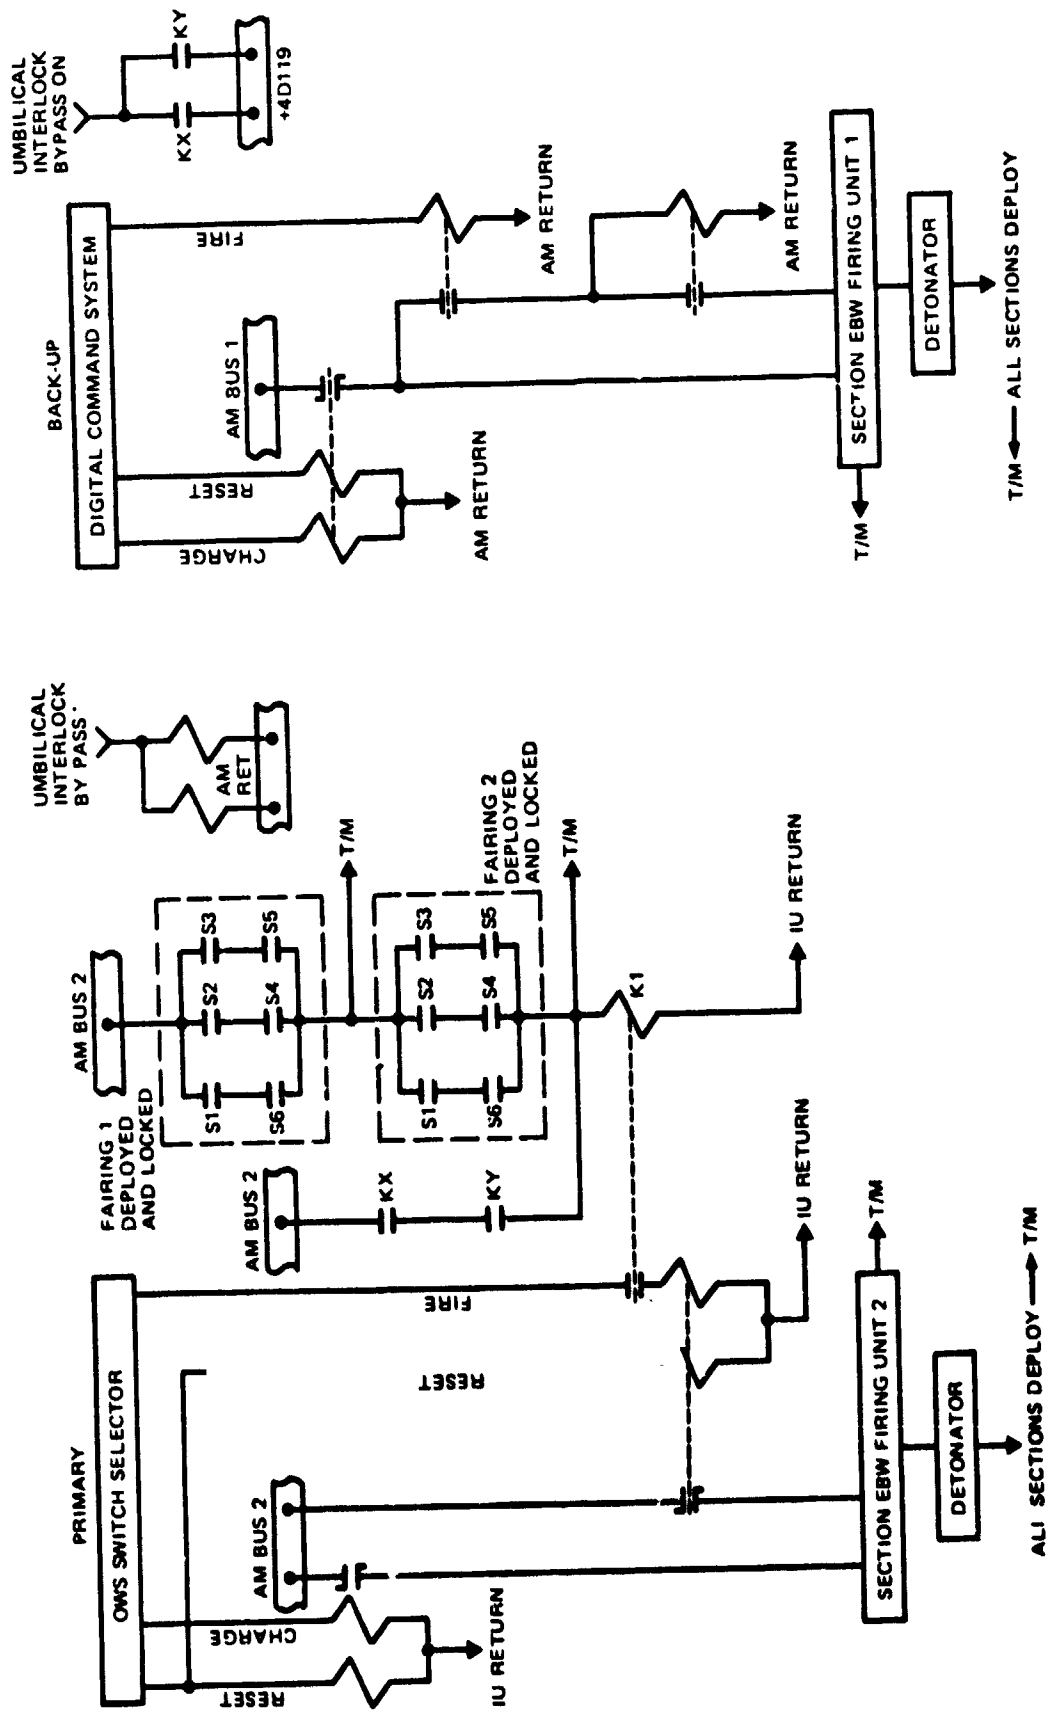 PRIMARY
OWS SWITCH SELECTOR
RESET
CHARGE
IU RETURN
AM BUS 2
RESET
FIRE
IU RETURN
SECTION EBW FIRING UNIT 2
T/M
DETONATOR
ALL SECTIONS DEPLOY
T/M
FAIRING 1
DEPLOYED
AND LOCKED
AM BUS 2
S1
S2
S3
S6
S4
S5
T/M
AM BUS 2
KX
KY
FAIRING 2
DEPLOYED
AND LOCKED
S1
S2
S3
S6
S4
S5
T/M
K1
IU RETURN
UMBILICAL
INTERLOCK
BY PASS
AM
RET
BACK-UP
DIGITAL COMMAND SYSTEM
CHARGE
RESET
AM RETURN
AM BUS 1
FIRE
AM RETURN
AM RETURN
SECTION EBW FIRING UNIT 1
T/M
DETONATOR
T/M
ALL SECTIONS DEPLOY
UMBILICAL
INTERLOCK
BYPASS ON
KX
KY
+4D119